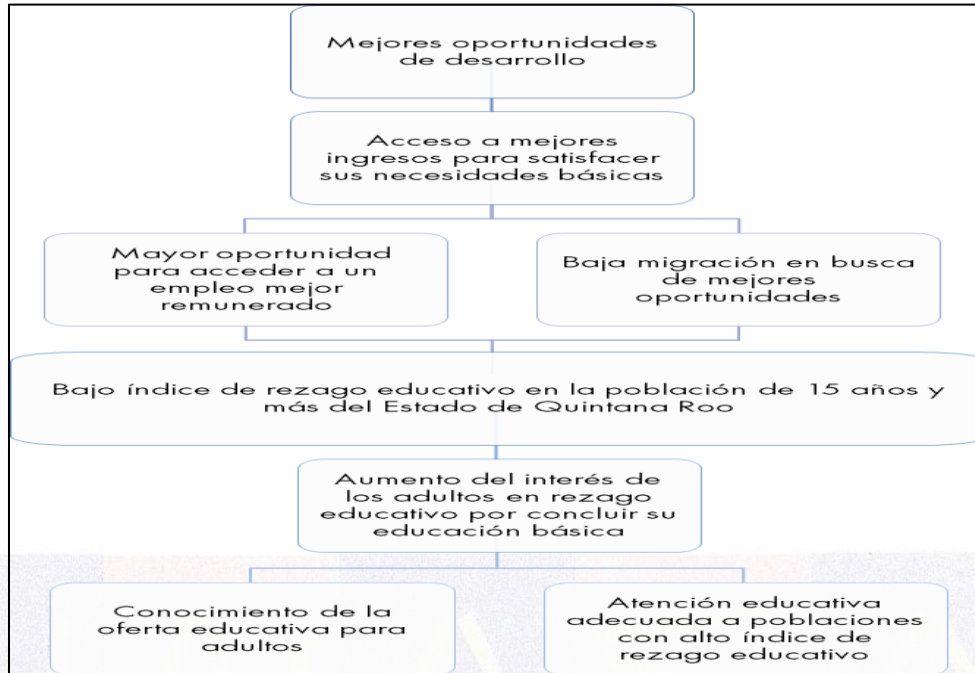 Mejores oportunidades
de desarrollo
Acceso a mejores
ingresos para satisfacer
sus necesidades básicas
Mayor oportunidad
para acceder a un
empleo mejor
remunerado
Baja migración en busca
de mejores
oportunidades
Bajo índice de rezago educativo en la población de 15 años y
más del Estado de Quintana Roo
Aumento del interés de
los adultos en rezago
educativo por concluir su
educación básica
Conocimiento de la
oferta educativa para
adultos
Atención educativa
adecuada a poblaciones
con alto índice de
rezago educativo